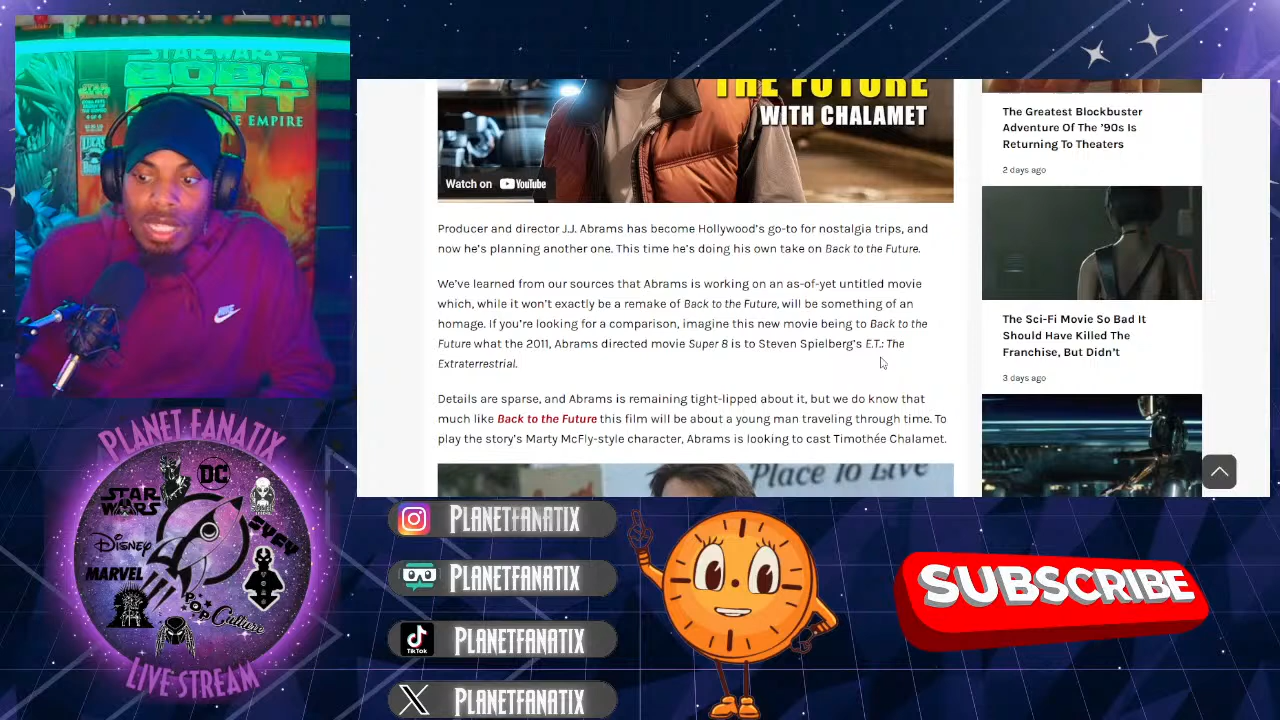 STAR WARS
BOBA
FETT
E EMPIRE
THE FUTURE
WITH CHALAMET
Watch on YouTube
Producer and director J.J. Abrams has become Hollywood's go-to for nostalgia trips, and
now he's planning another one. This time he's doing his own take on Back to the Future.
We've learned from our sources that Abrams is working on an as-of-yet untitled movie
which, while it won't exactly be a remake of Back to the Future, will be something of an
homage. If you're looking for a comparison, imagine this new movie being to Back to the
Future what the 2011, Abrams directed movie Super 8 is to Steven Spielberg's E.T.: The
Extraterrestrial.
Details are sparse, and Abrams is remaining tight-lipped about it, but we do know that
much like Back to the Future this film will be about a young man traveling through time. To
play the story's Marty McFly-style character, Abrams is looking to cast Timothée Chalamet.
Place To Live
The Greatest Blockbuster
Adventure Of The '90s Is
Returning To Theaters
2 days ago
The Sci-Fi Movie So Bad It
Should Have Killed The
Franchise, But Didn't
3 days ago
PLANET FANATIX
DC
STAR
WARS
Disney
MARVEL
POP Culture
LIVE STREAM
PLANETFANATIX
PLANETFANATIX
TikTok
PLANETFANATIX
PLANETFANATIX
SUBSCRIBE